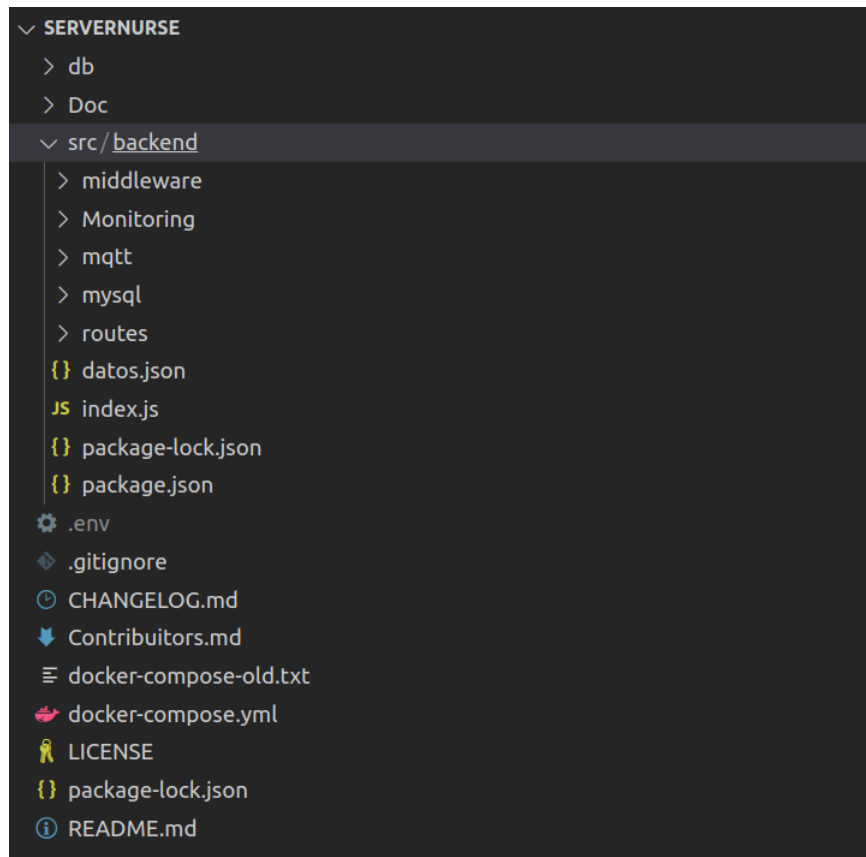 SERVERNURSE
db
Doc
src/backend
middleware
Monitoring
mqtt
mysql
routes
{} datos.json
JS index.js
{} package-lock.json
{} package.json
.env
.gitignore
CHANGELOG.md
Contribuitors.md
docker-compose-old.txt
docker-compose.yml
LICENSE
{} package-lock.json
README.md